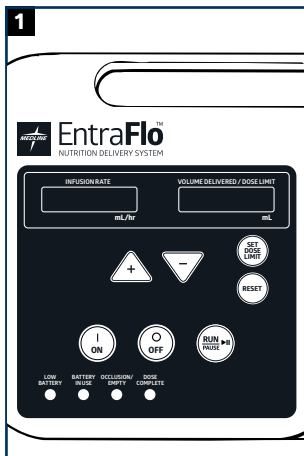 1
MEDLINE
EntraFlo™
NUTRITION DELIVERY SYSTEM
INFUSION RATE
VOLUME DELIVERED / DOSE LIMIT
mL/hr
mL
+
−
SET
DOSE
LIMIT
RESET
I
ON
O
OFF
RUN
PAUSE
LOW
BATTERY
BATTERY
IN USE
OCCLUSION/
EMPTY
DOSE
COMPLETE